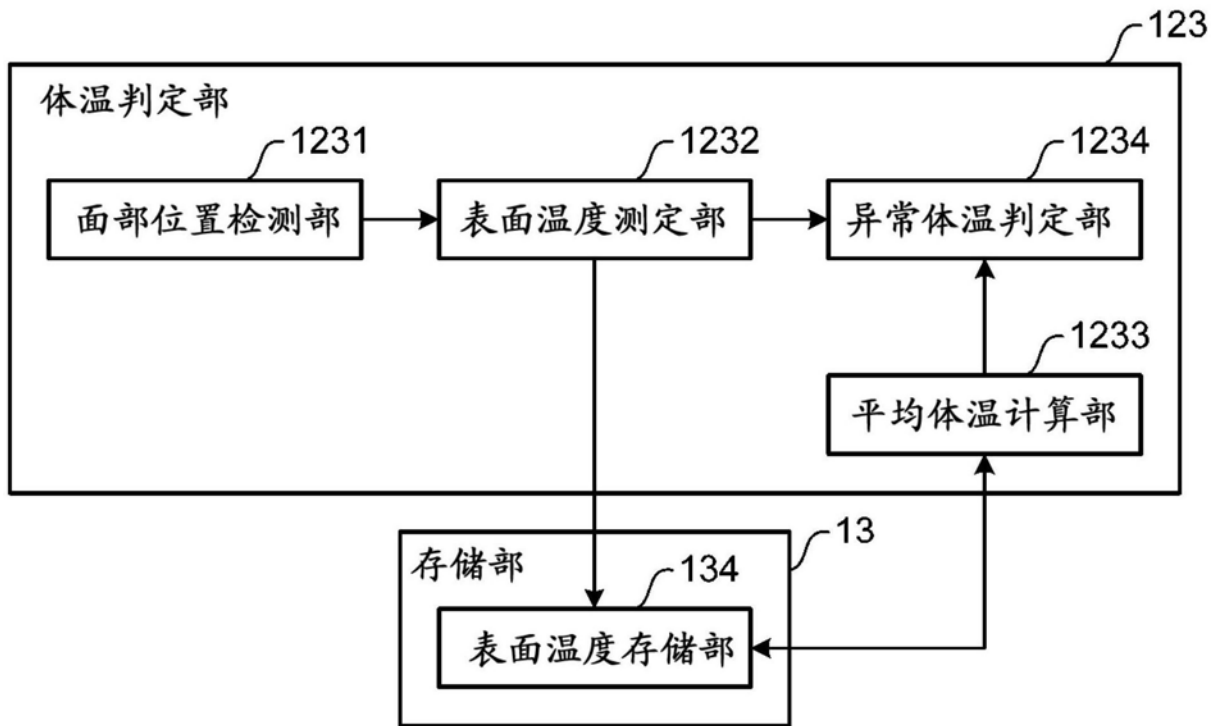 123
体温判定部
1231
1232
1234
面部位置检测部
表面温度测定部
异常体温判定部
1233
平均体温计算部
13
存储部
134
表面温度存储部